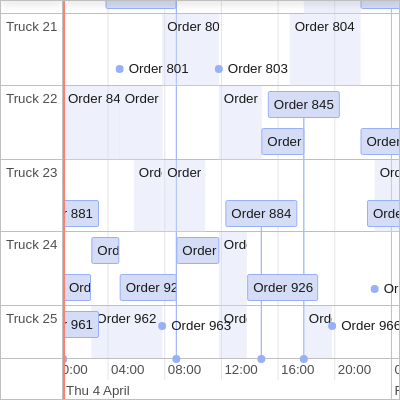 Truck 21 Order 80 Order 804
Order 801 Order 803
Truck 22 Order 84 Order Order
Order 845
Order Order
Truck 23 Ord Order Ord
881 Order 884 Orde
Truck 24 Ord
Ord Order
Ord Order 92 Order 926 Or
Truck 25 Order 962 Ord Ord
961 Order 963 Order 966
0:00 04:00 08:00 12:00 16:00 20:00
Thu 4 April